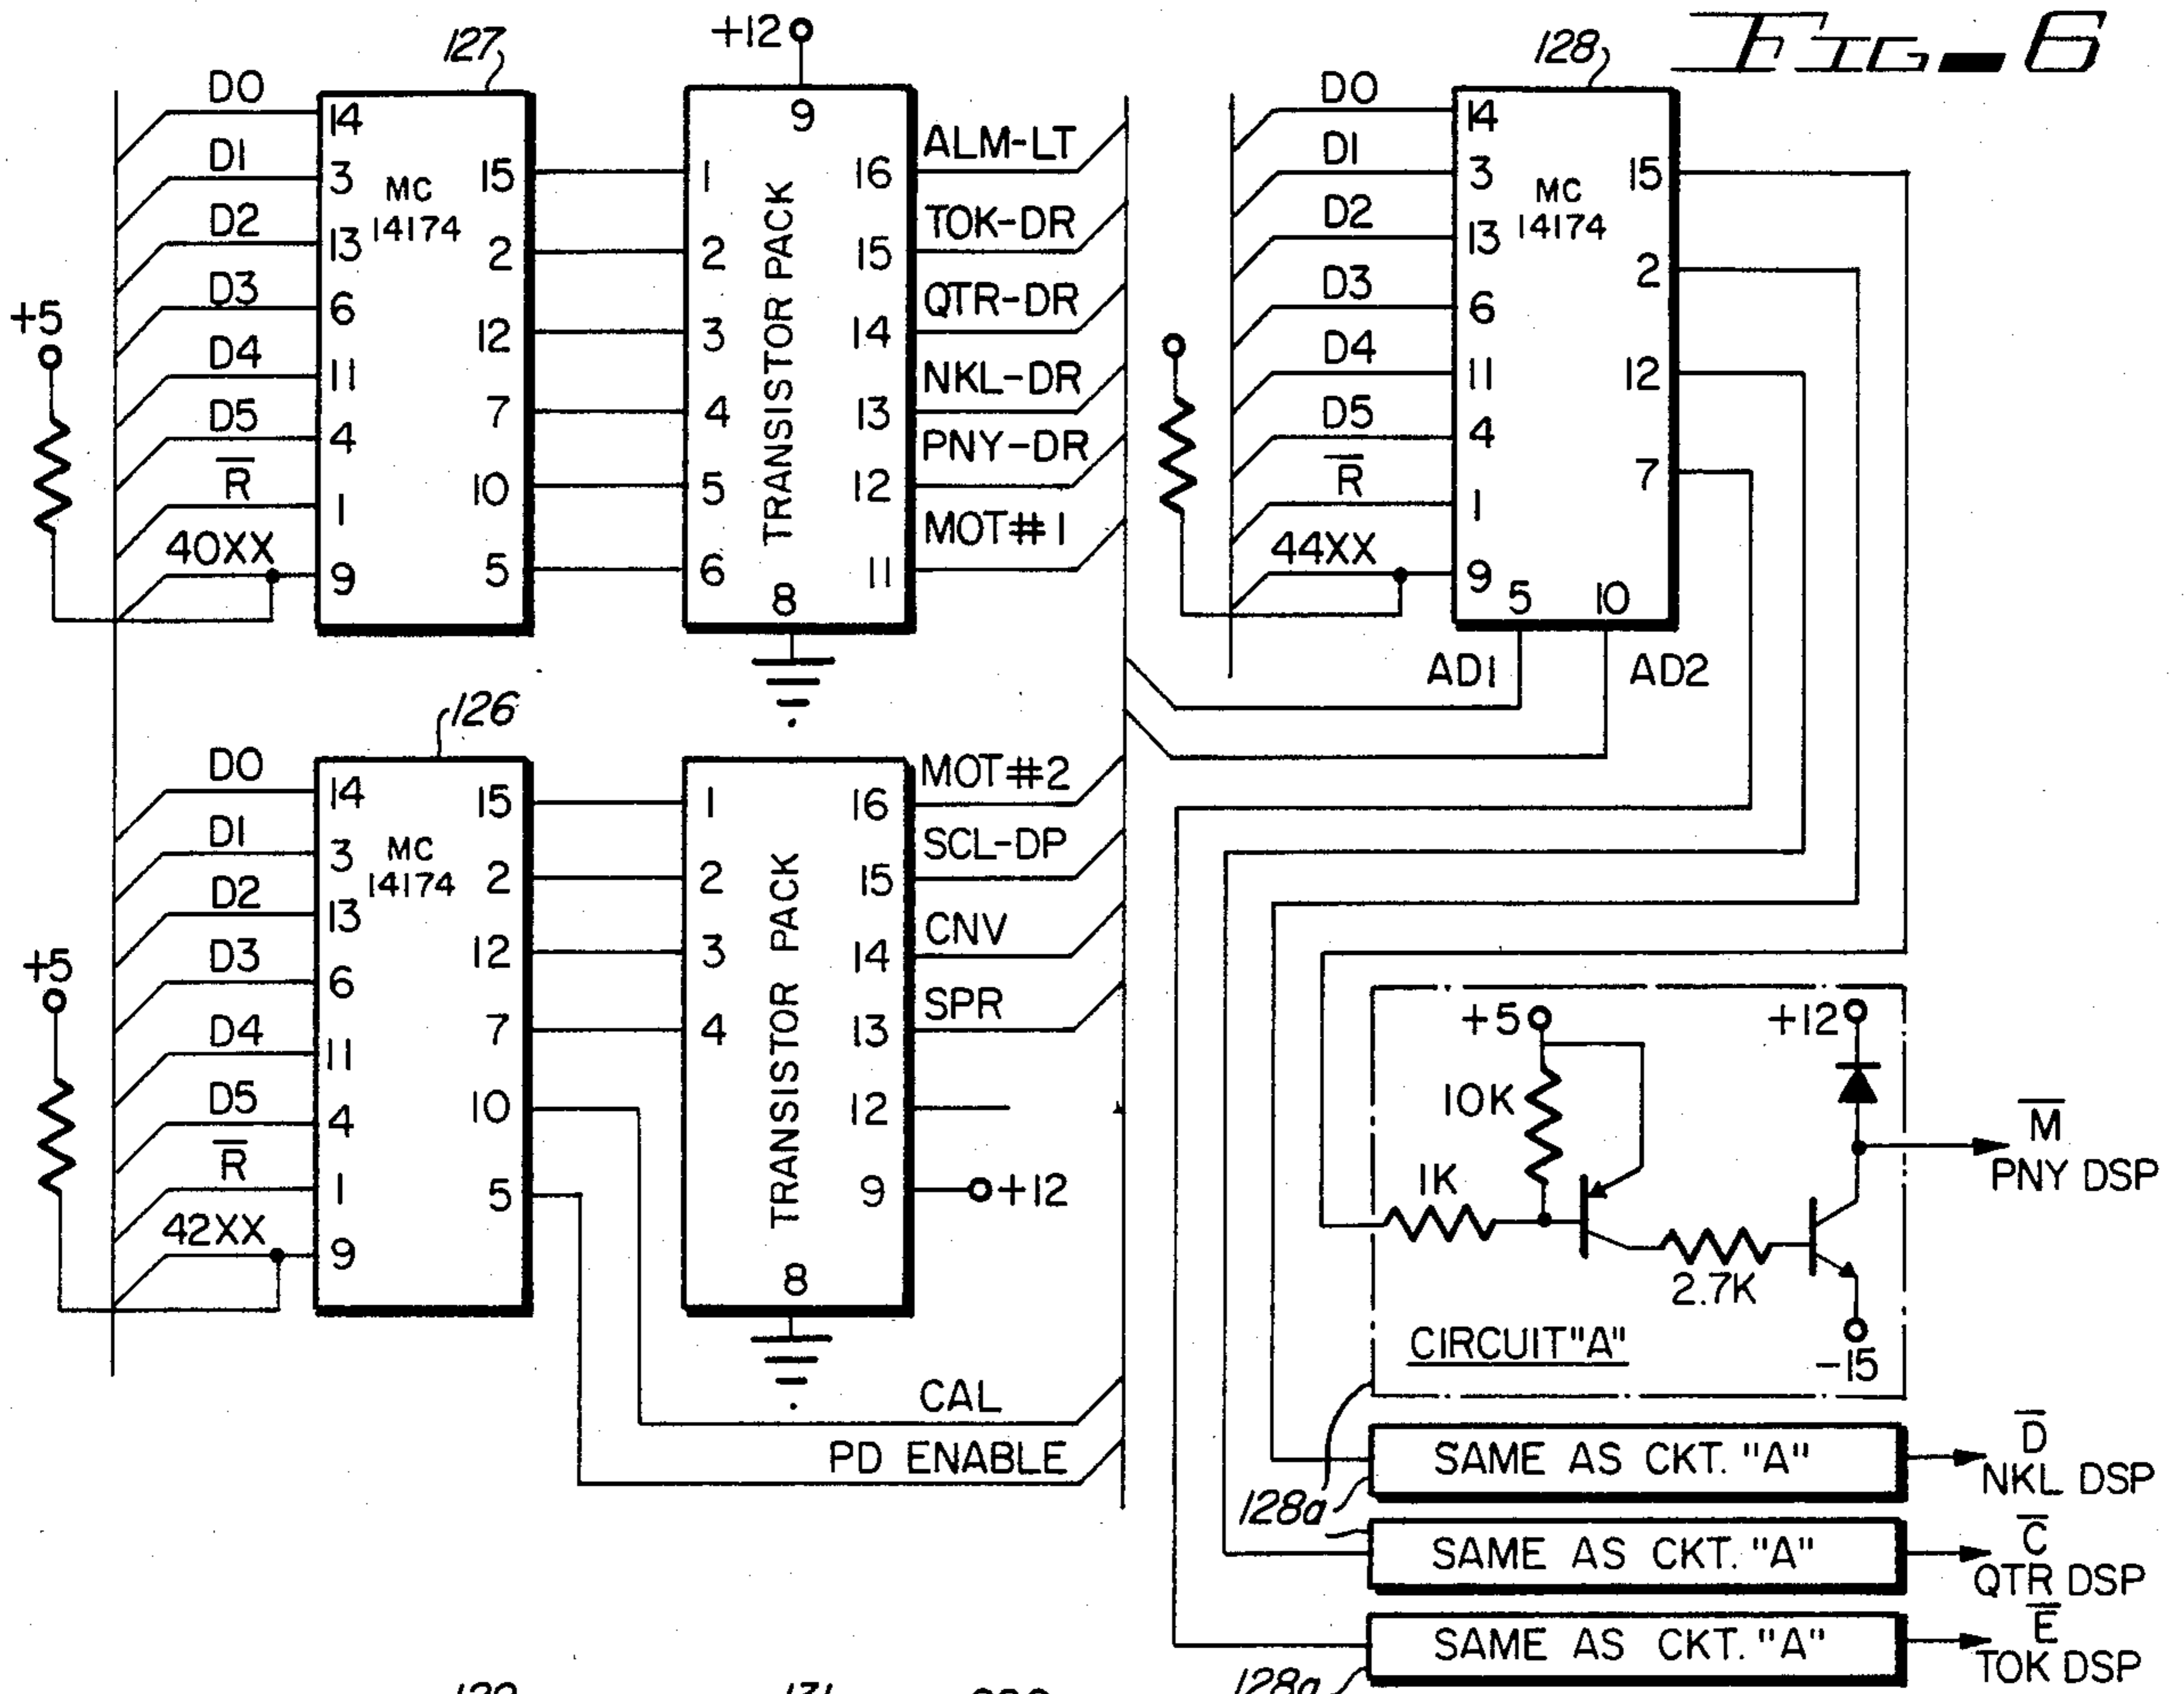 FIG-6
127
+12
128
D0
D1
D2
D3
D4
D5
R̅
40XX
+5
14
3
13
6
11
4
1
9
MC
14174
15
2
12
7
10
5
9
1
2
3
4
5
6
8
TRANSISTOR PACK
16
15
14
13
12
11
ALM-LT
TOK-DR
QTR-DR
NKL-DR
PNY-DR
MOT#1
D0
D1
D2
D3
D4
D5
R̅
44XX
14
3
13
6
11
4
1
9
MC
14174
15
2
12
7
5
10
AD1
AD2
126
D0
D1
D2
D3
D4
D5
R̅
42XX
+5
14
3
13
6
11
4
1
9
MC
14174
15
2
12
7
10
5
1
2
3
4
8
TRANSISTOR PACK
16
15
14
13
12
9
+12
MOT#2
SCL-DP
CNV
SPR
CAL
PD ENABLE
+5
+12
10K
1K
2.7K
-15
CIRCUIT "A"
M̅
PNY DSP
SAME AS CKT. "A"
D̅
NKL DSP
128a
SAME AS CKT. "A"
C̅
QTR DSP
SAME AS CKT. "A"
E̅
TOK DSP
128a